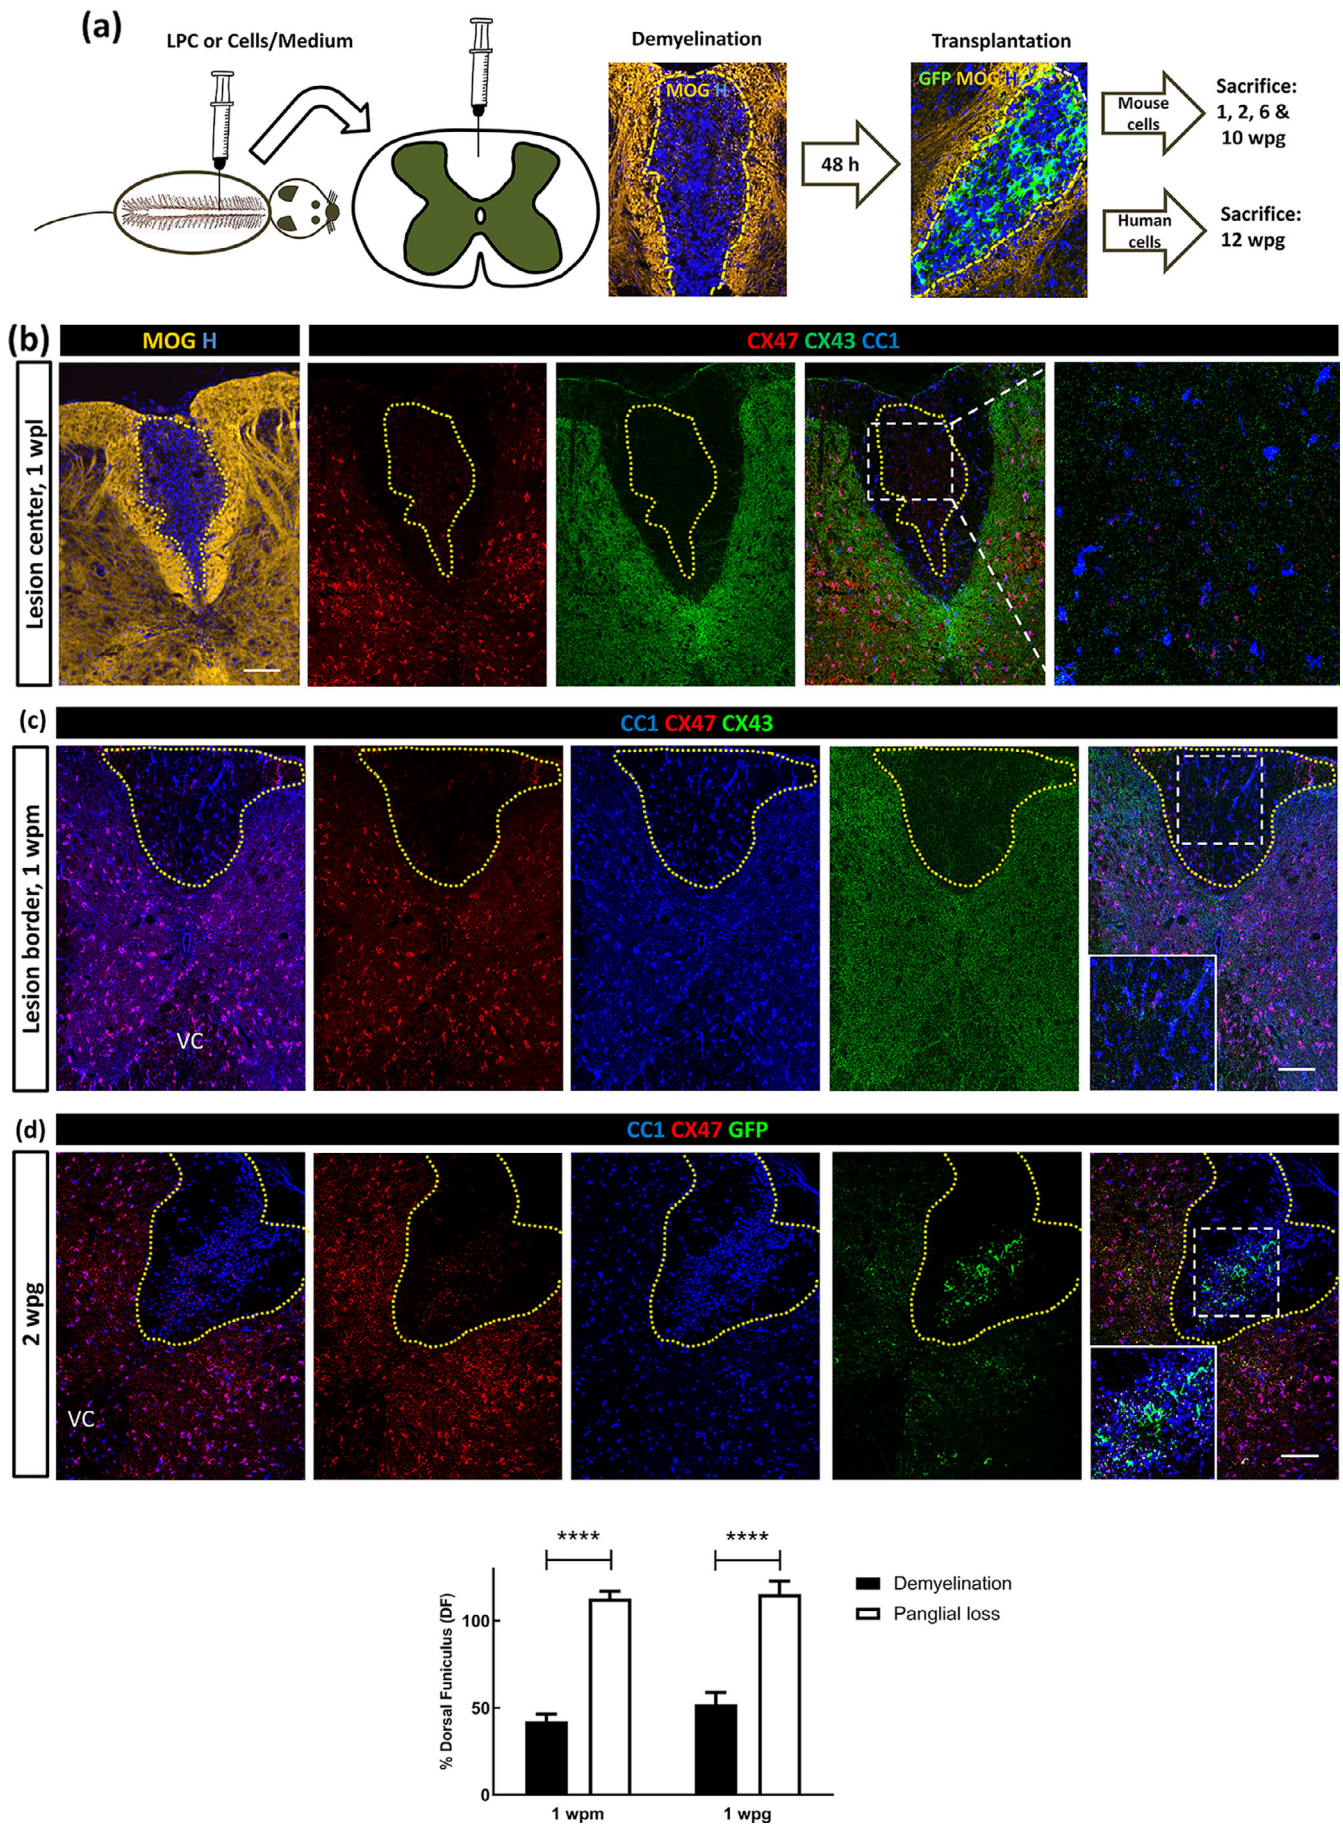 (a)
LPC or Cells/Medium
Demyelination
Transplantation
MOG H
GFP MOG H
48 h
Mouse
cells
Sacrifice:
1, 2, 6 &
10 wpg
Human
cells
Sacrifice:
12 wpg
(b)
MOG H
CX47 CX43 CC1
Lesion center, 1 wpl
(c)
CC1 CX47 CX43
Lesion border, 1 wpm
VC
(d)
CC1 CX47 GFP
2 wpg
VC
****
****
% Dorsal Funiculus (DF)
100
50
0
1 wpm
1 wpg
Demyelination
Panglial loss